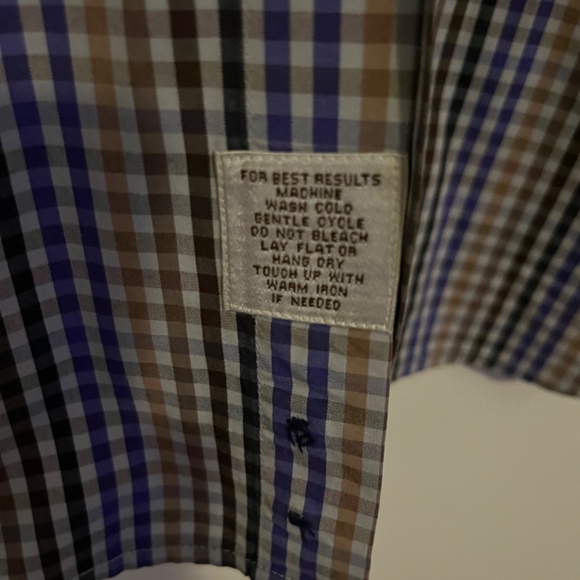 FOR BEST RESULTS
MACHINE
WASH COLD
GENTLE CYCLE
DO NOT BLEACH
LAY FLAT OR
HANG DRY
TOUCH UP WITH
WARM IRON
IF NEEDED